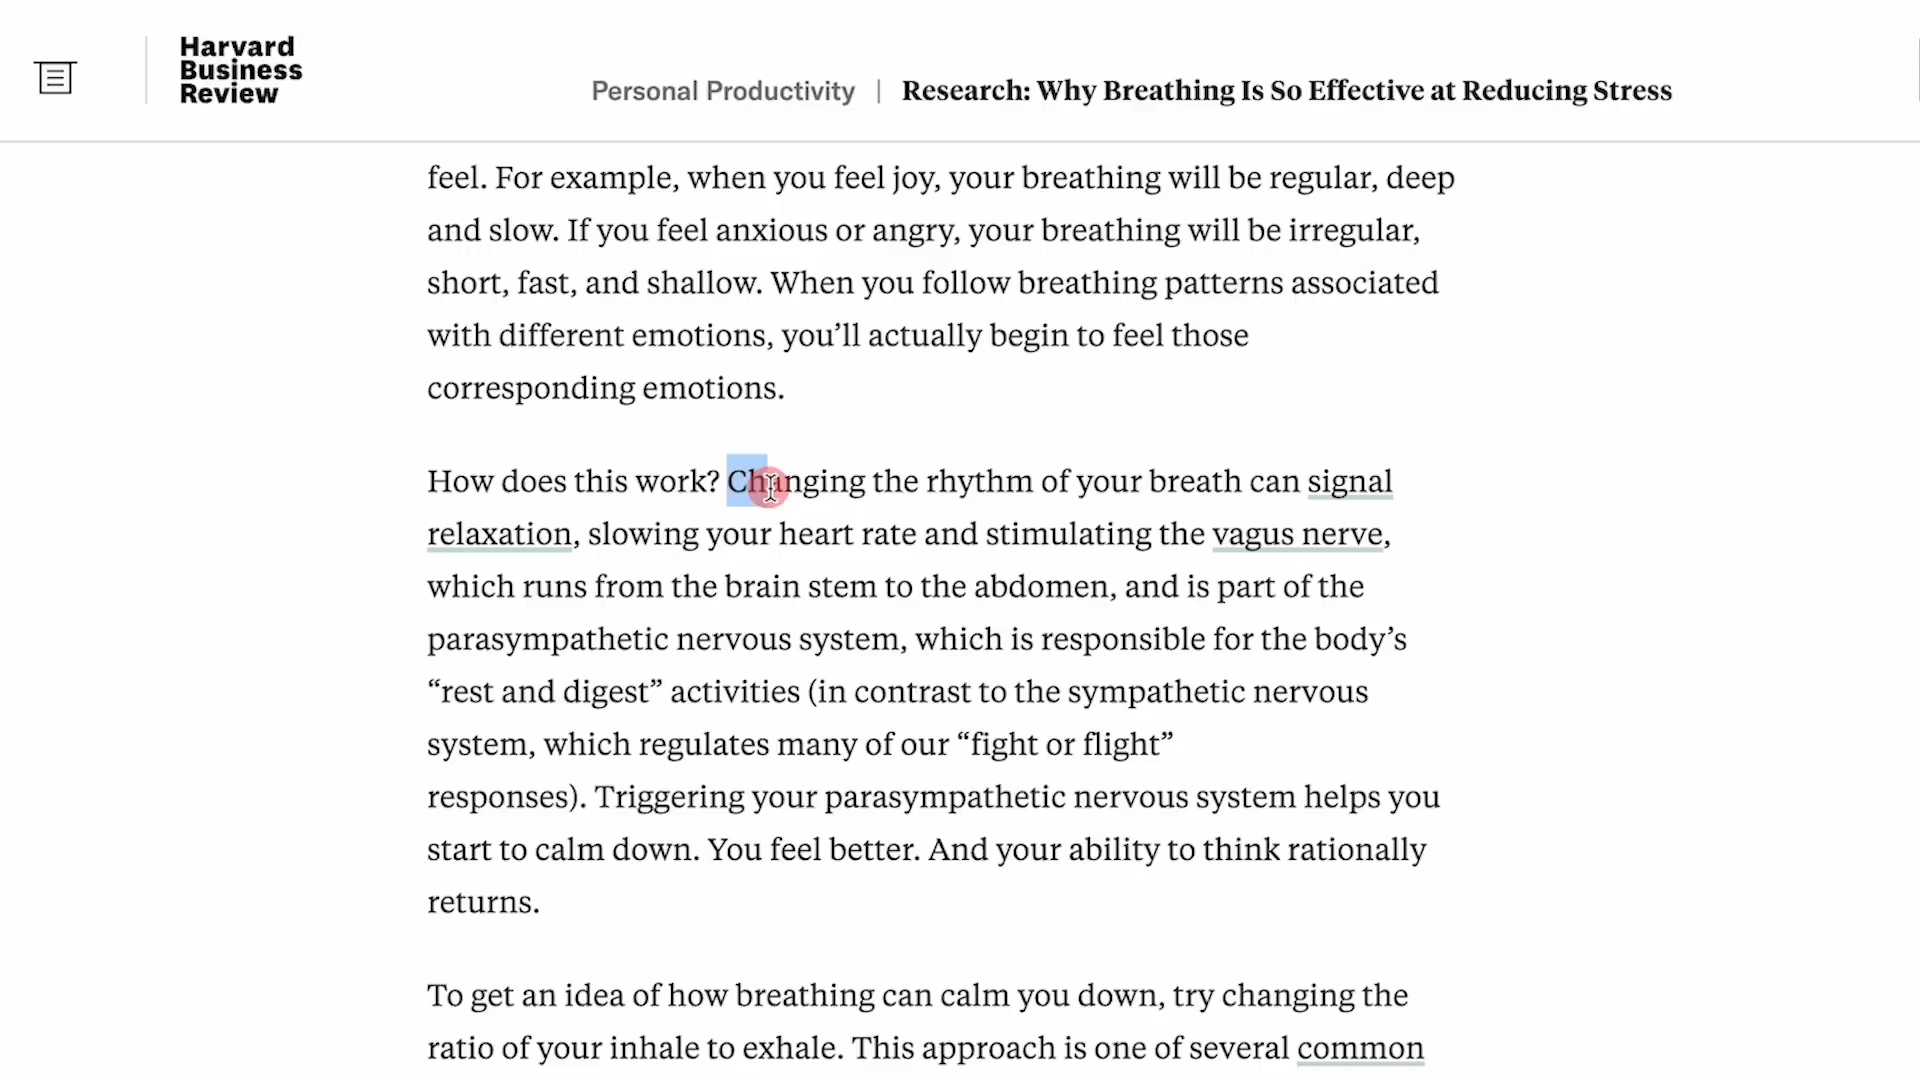 Harvard
Business
Review
Personal Productivity | Research: Why Breathing Is So Effective at Reducing Stress
feel. For example, when you feel joy, your breathing will be regular, deep
and slow. If you feel anxious or angry, your breathing will be irregular,
short, fast, and shallow. When you follow breathing patterns associated
with different emotions, you’ll actually begin to feel those
corresponding emotions.
How does this work? Changing the rhythm of your breath can signal
relaxation, slowing your heart rate and stimulating the vagus nerve,
which runs from the brain stem to the abdomen, and is part of the
parasympathetic nervous system, which is responsible for the body’s
“rest and digest” activities (in contrast to the sympathetic nervous
system, which regulates many of our “fight or flight”
responses). Triggering your parasympathetic nervous system helps you
start to calm down. You feel better. And your ability to think rationally
returns.
To get an idea of how breathing can calm you down, try changing the
ratio of your inhale to exhale. This approach is one of several common